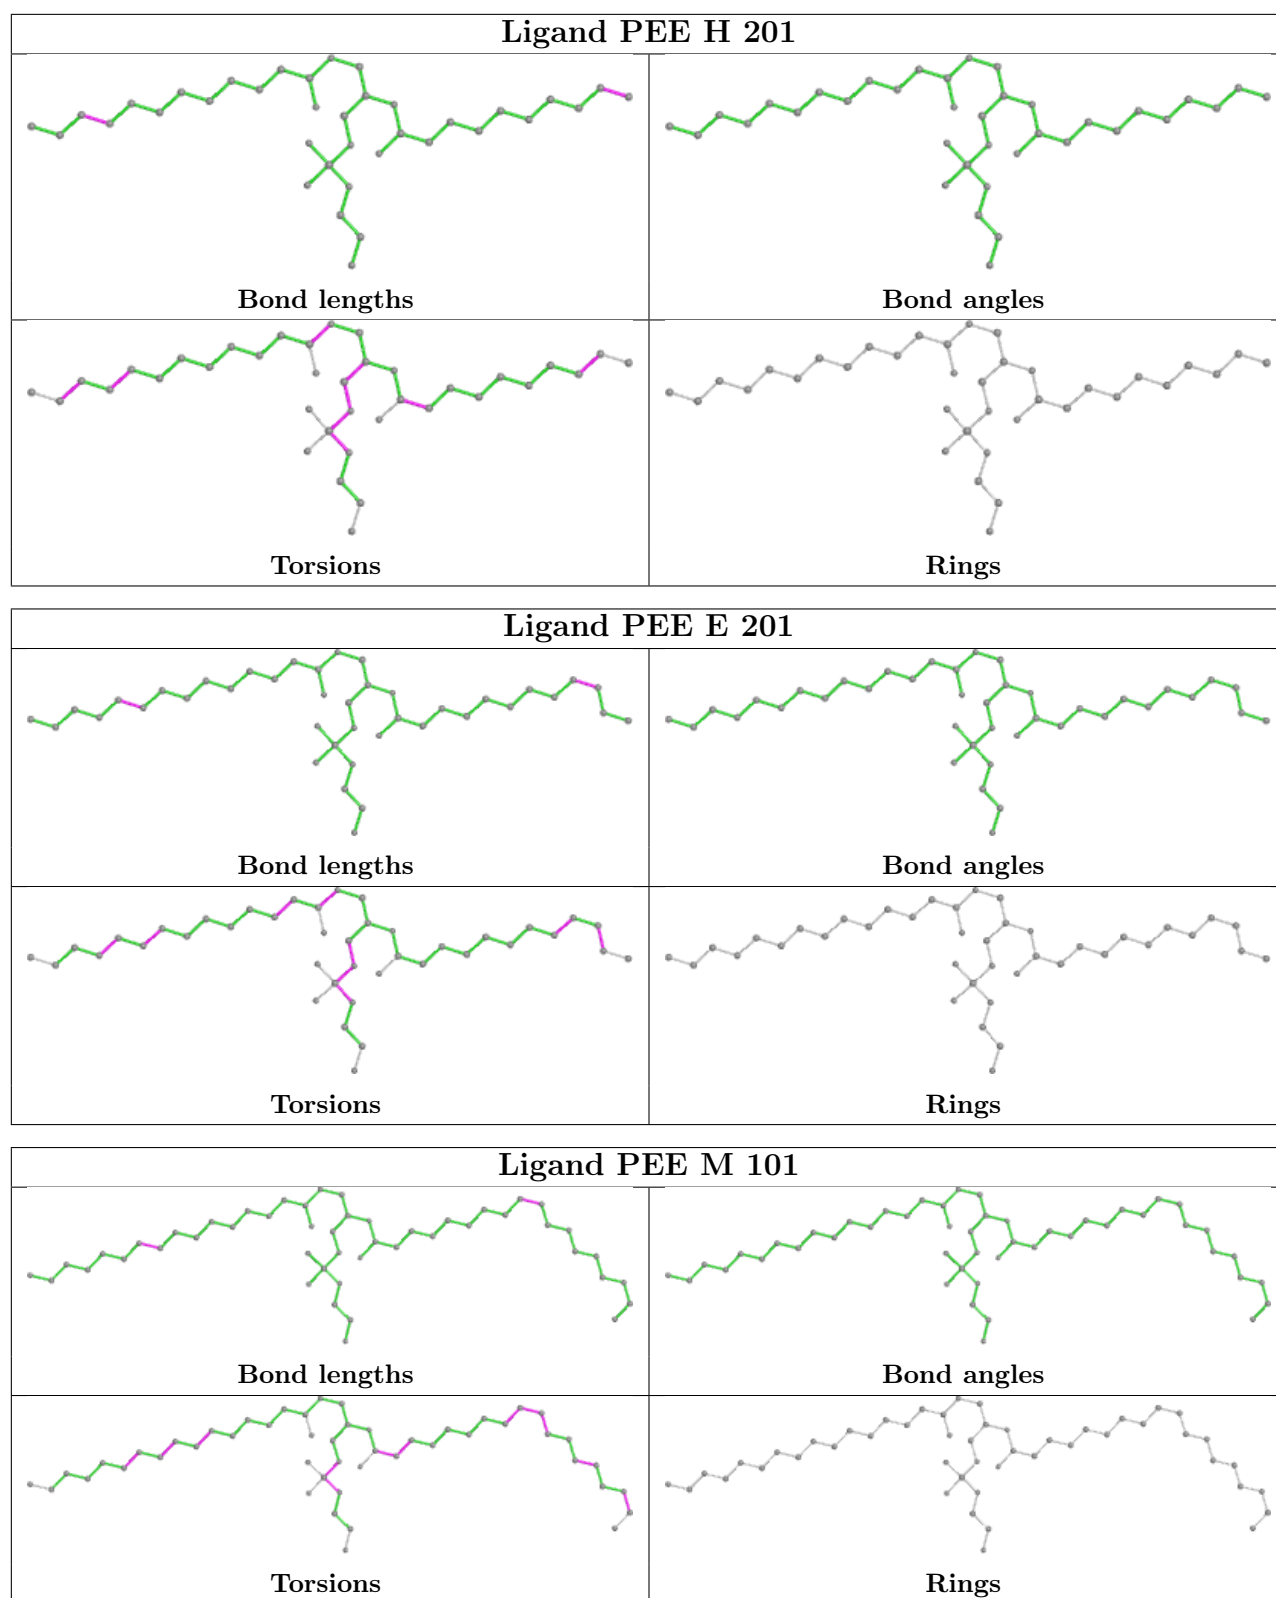 Ligand PEE H 201
Bond lengths
Bond angles
Torsions
Rings
Ligand PEE E 201
Bond lengths
Bond angles
Torsions
Rings
Ligand PEE M 101
Bond lengths
Bond angles
Torsions
Rings